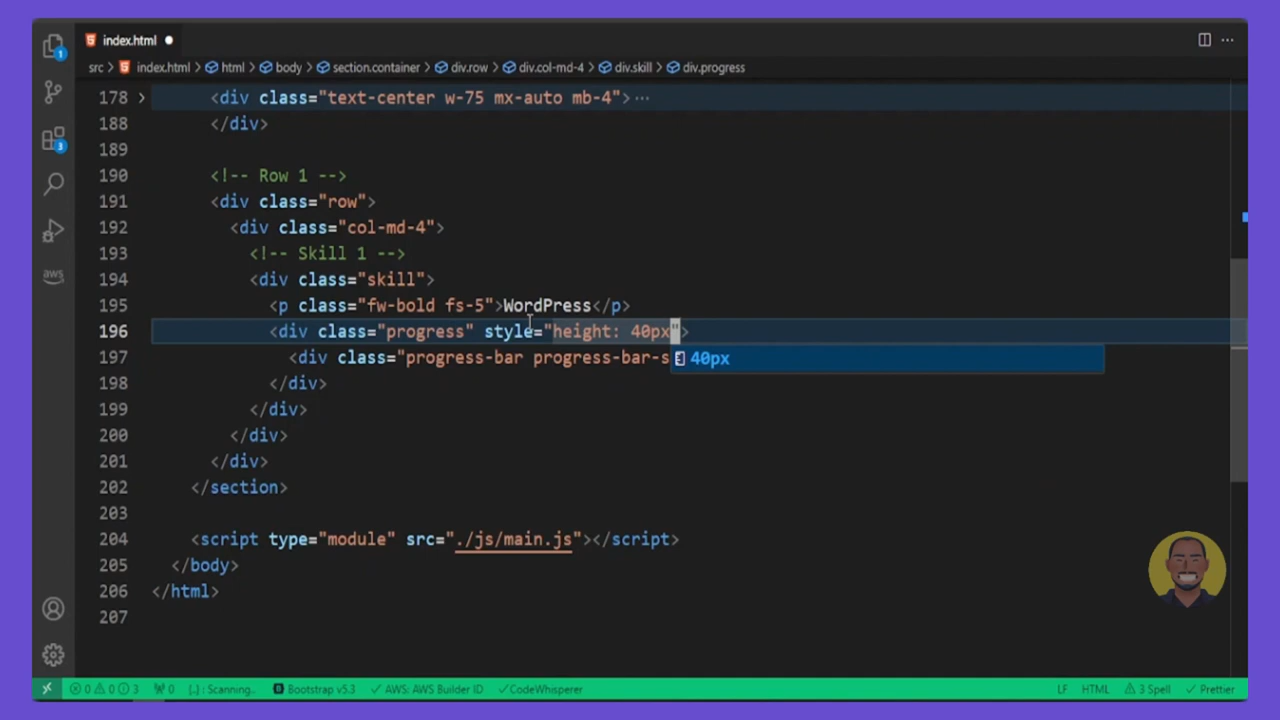 index.html
src > index.html > html > body > section.container > div.row > div.col-md-4 > div.skill > div.progress
1
178 > <div class="text-center w-75 mx-auto mb-4">···
188 </div>
3
189
190 <!-- Row 1 -->
191 <div class="row">
192 <div class="col-md-4">
193 <!-- Skill 1 -->
aws
194 <div class="skill">
195 <p class="fw-bold fs-5">WordPress</p>
196 <div class="progress" style="height: 40px">
197 <div class="progress-bar progress-bar-s
40px
198 </div>
199 </div>
200 </div>
201 </div>
202 </section>
203
204 <script type="module" src="./js/main.js"></script>
205 </body>
206 </html>
207
0 0 3 0 [..] : Scanning.. B Bootstrap v5.3 ✓ AWS: AWS Builder ID ✓CodeWhisperer LF HTML 3 Spell ✓ Prettier